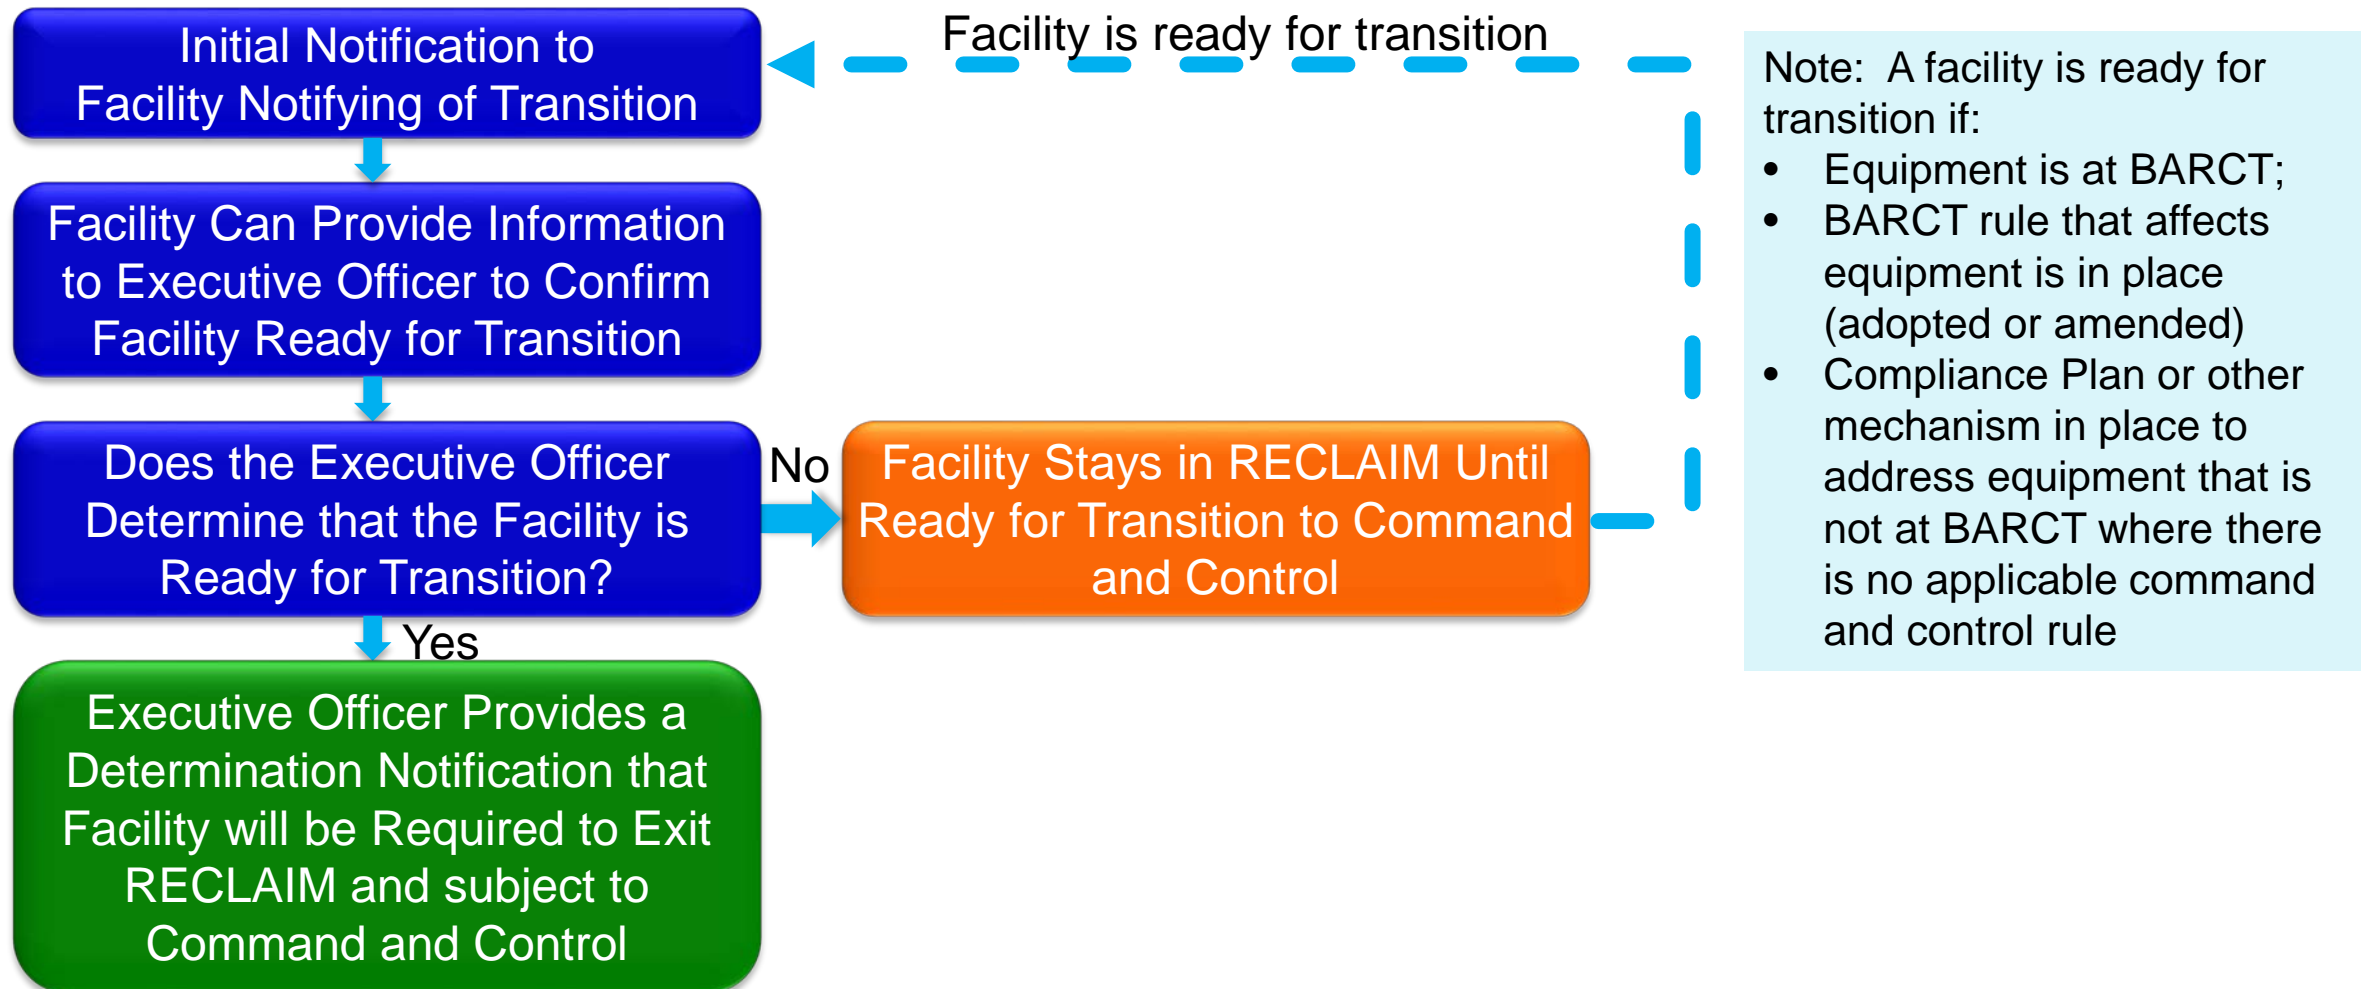 Initial Notification to
Facility Notifying of Transition
Facility is ready for transition
Facility Can Provide Information
to Executive Officer to Confirm
Facility Ready for Transition
Does the Executive Officer
Determine that the Facility is
Ready for Transition?
No
Facility Stays in RECLAIM Until
Ready for Transition to Command
and Control
Yes
Executive Officer Provides a
Determination Notification that
Facility will be Required to Exit
RECLAIM and subject to
Command and Control
Note:  A facility is ready for
transition if:
• Equipment is at BARCT;
• BARCT rule that affects
equipment is in place
(adopted or amended)
• Compliance Plan or other
mechanism in place to
address equipment that is
not at BARCT where there
is no applicable command
and control rule